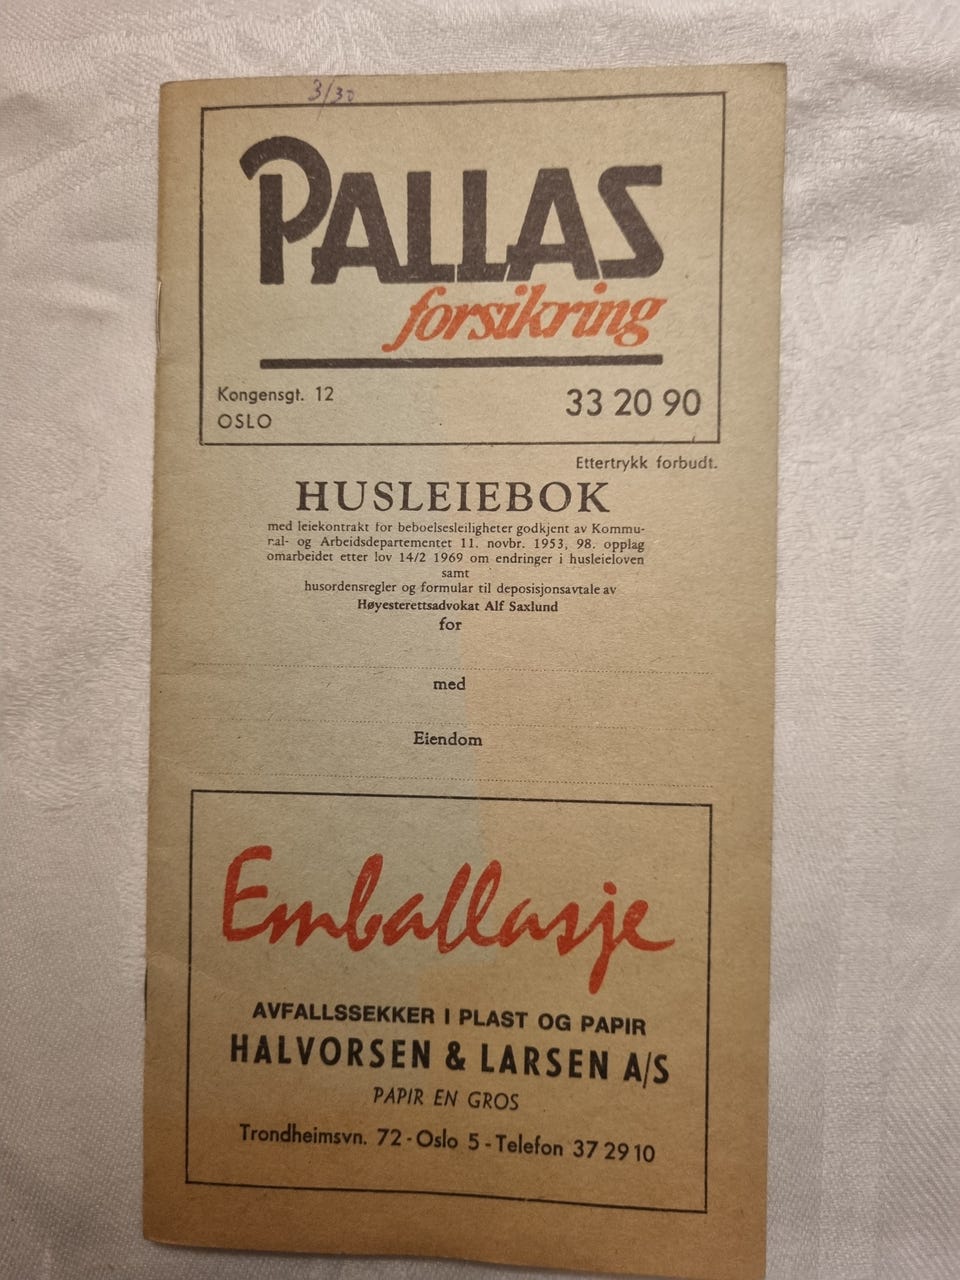 3/30
PALLAS
forsikring
Kongensgt. 12
OSLO
33 20 90
Ettertrykk forbudt.
HUSLEIEBOK
med leiekontrakt for beboelsesleiligheter godkjent av Kommu-
nal- og Arbeidsdepartementet 11. novbr. 1953, 98. opplag
omarbeidet etter lov 14/2 1969 om endringer i husleieloven
samt
husordensregler og formular til deposisjonsavtale av
Høyesterettsadvokat Alf Saxlund
for
med
Eiendom
Emballasje
AVFALLSSEKKER I PLAST OG PAPIR
HALVORSEN & LARSEN A/S
PAPIR EN GROS
Trondheimsvn. 72 - Oslo 5 - Telefon 37 29 10